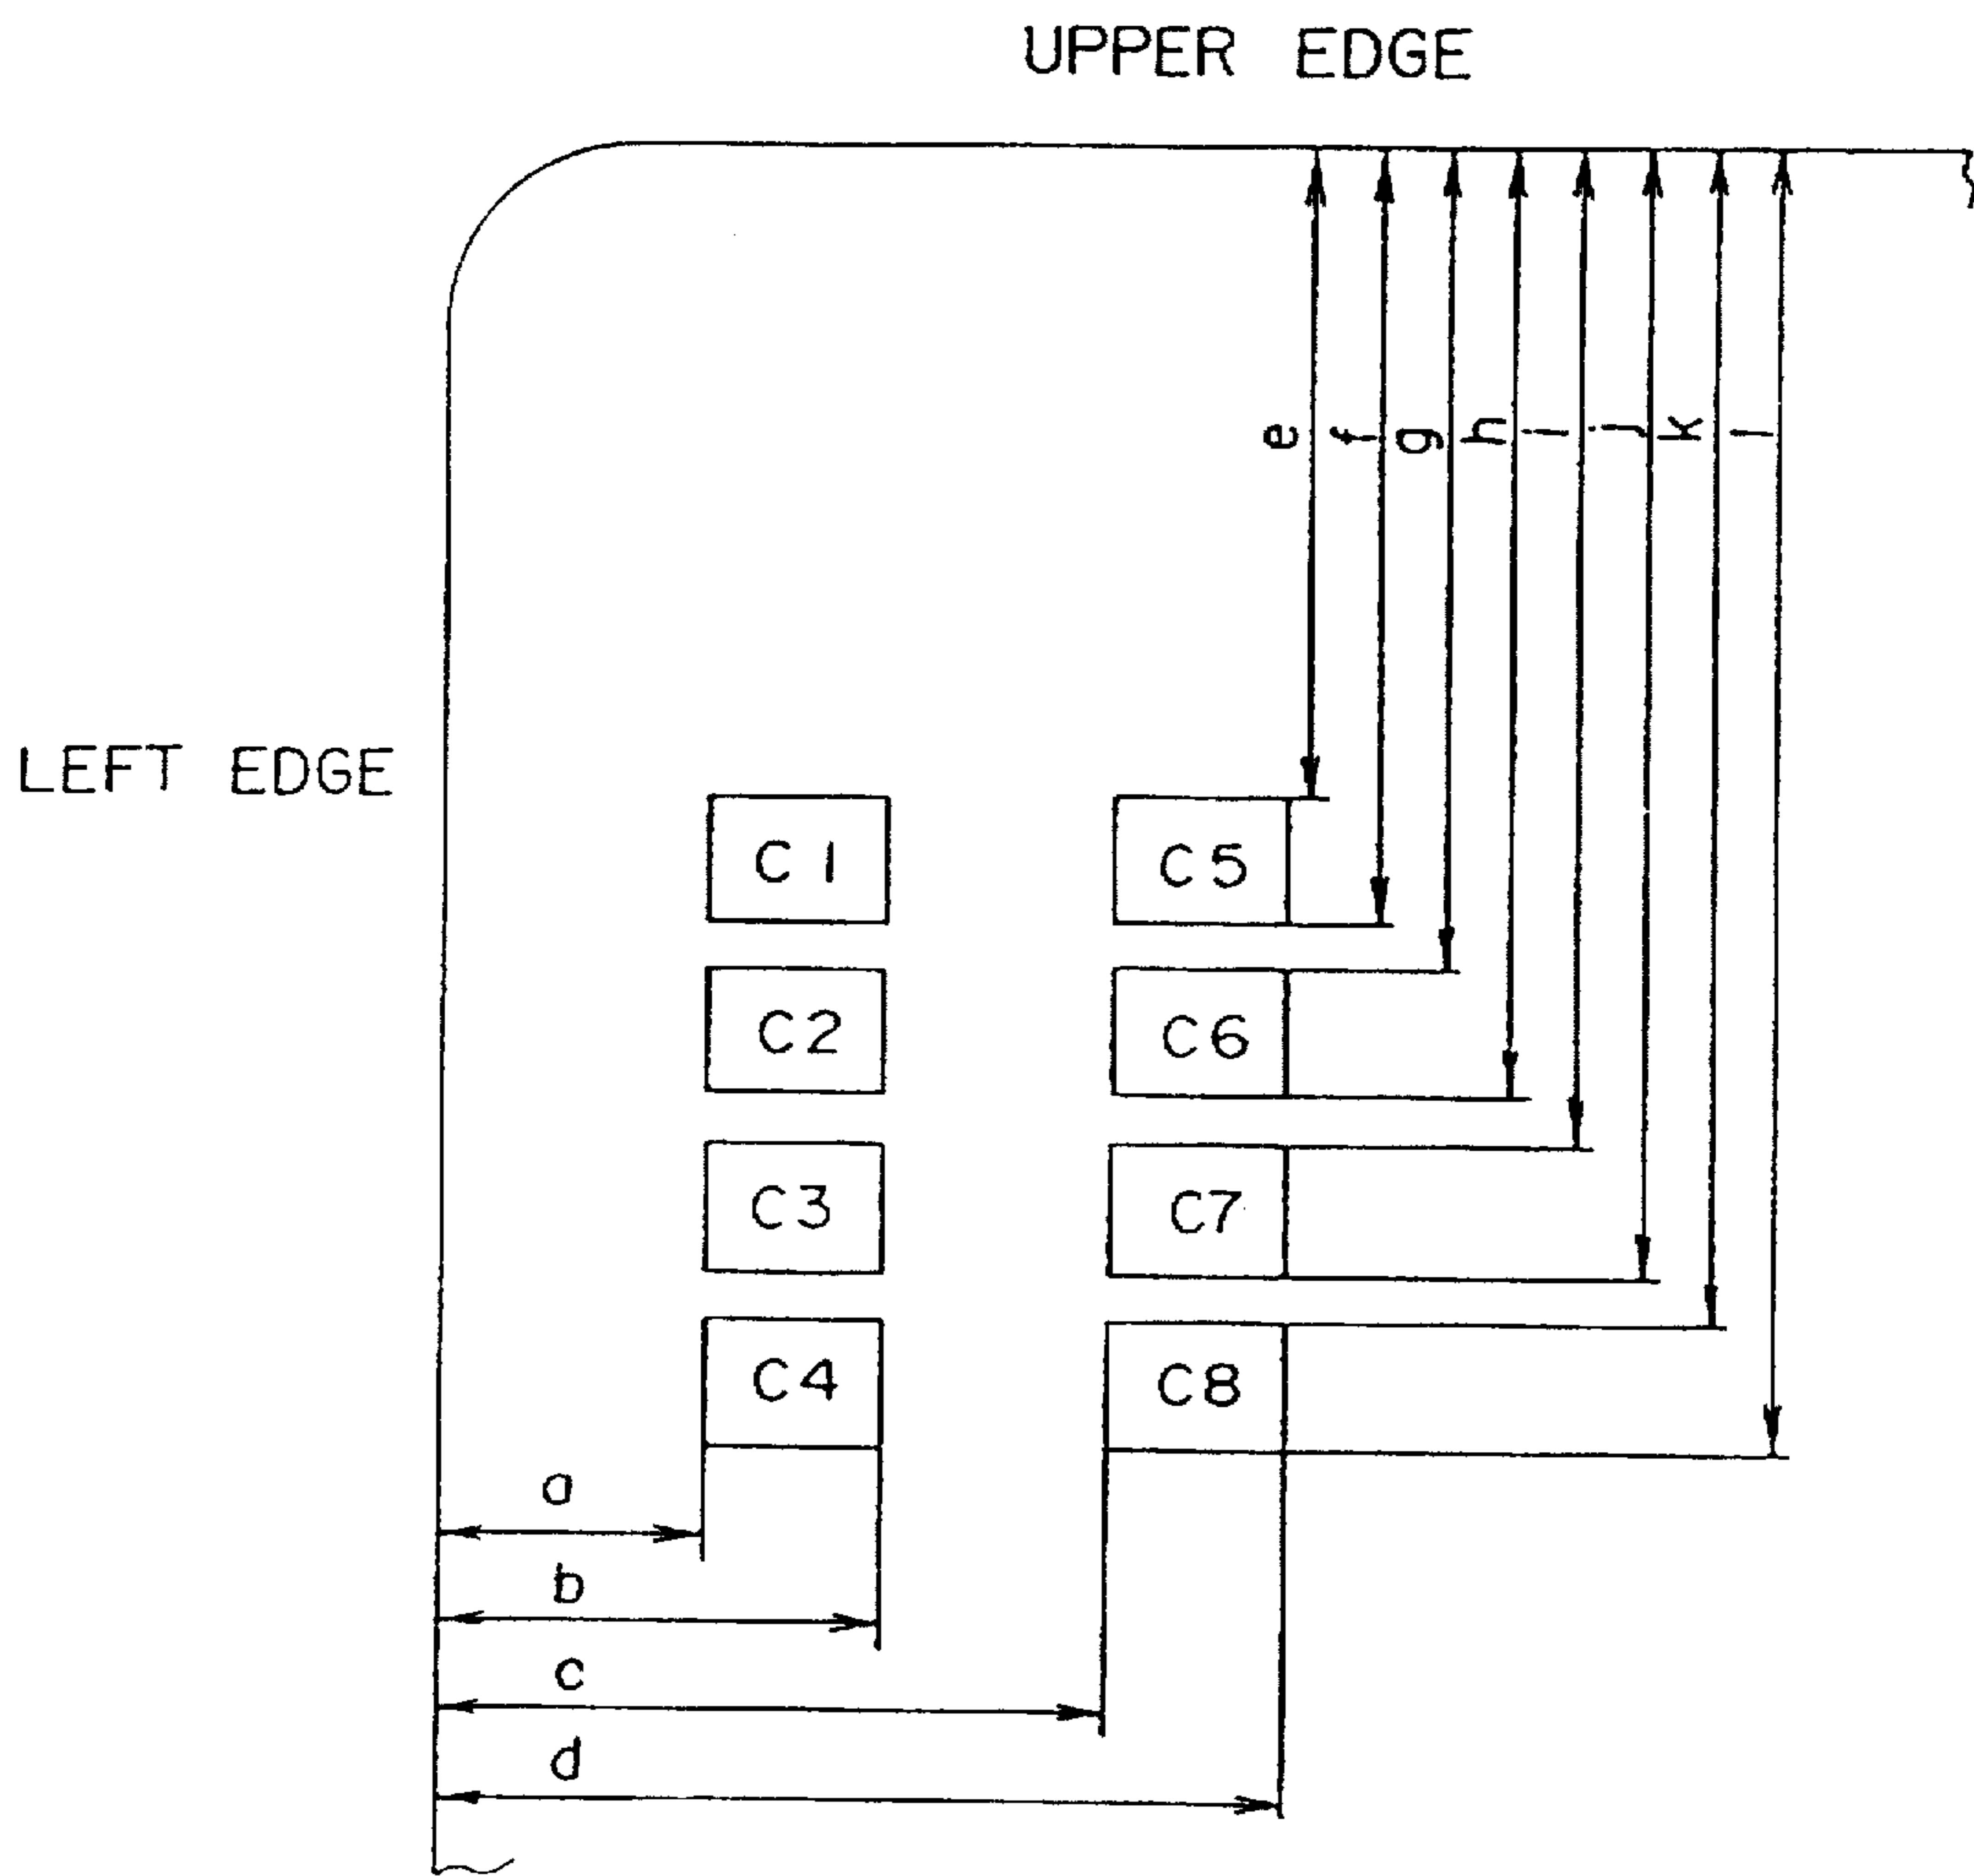 UPPER EDGE
e f g h i j k l
LEFT EDGE
C1 C5
C2 C6
C3 C7
C4 C8
a
b
c
d